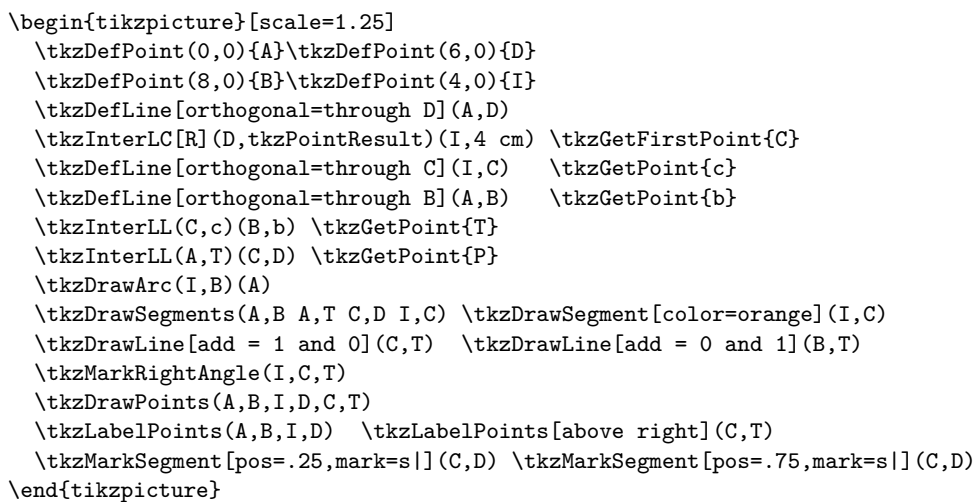 \begin{tikzpicture}[scale=1.25]
  \tkzDefPoint(0,0){A}\tkzDefPoint(6,0){D}
  \tkzDefPoint(8,0){B}\tkzDefPoint(4,0){I}
  \tkzDefLine[orthogonal=through D](A,D)
  \tkzInterLC[R](D,tkzPointResult)(I,4 cm) \tkzGetFirstPoint{C}
  \tkzDefLine[orthogonal=through C](I,C)    \tkzGetPoint{c}
  \tkzDefLine[orthogonal=through B](A,B)    \tkzGetPoint{b}
  \tkzInterLL(C,c)(B,b) \tkzGetPoint{T}
  \tkzInterLL(A,T)(C,D) \tkzGetPoint{P}
  \tkzDrawArc(I,B)(A)
  \tkzDrawSegments(A,B A,T C,D I,C) \tkzDrawSegment[color=orange](I,C)
  \tkzDrawLine[add = 1 and 0](C,T)  \tkzDrawLine[add = 0 and 1](B,T)
  \tkzMarkRightAngle(I,C,T)
  \tkzDrawPoints(A,B,I,D,C,T)
  \tkzLabelPoints(A,B,I,D)  \tkzLabelPoints[above right](C,T)
  \tkzMarkSegment[pos=.25,mark=s|](C,D) \tkzMarkSegment[pos=.75,mark=s|](C,D)
\end{tikzpicture}